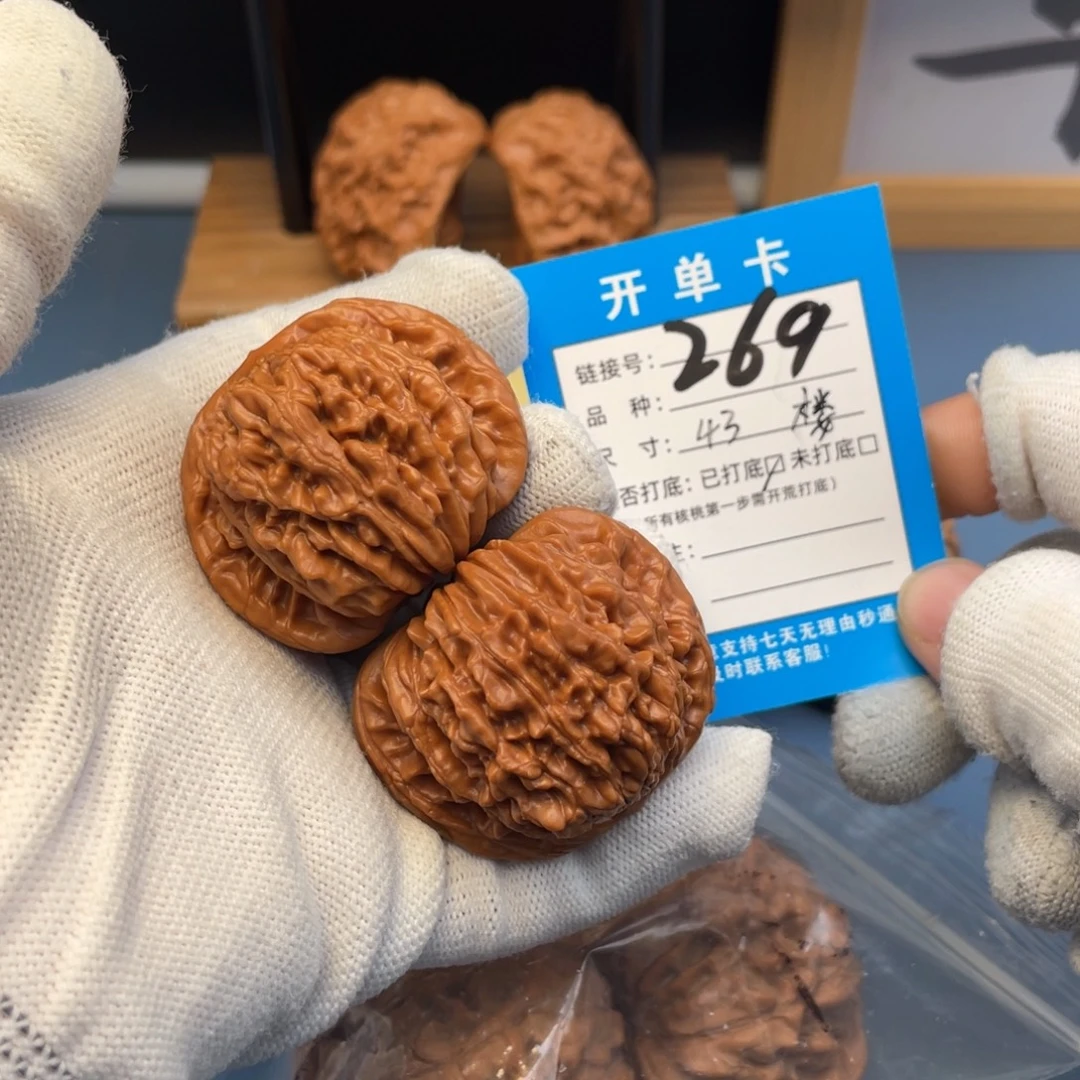 开单卡
链接号: 269
品 种:
尺 寸: 43 楼
否打底: 已打底☑ 未打底☐
所有核桃第一步需开荒打底)
:
支持七天无理由秒通
及时联系客服!